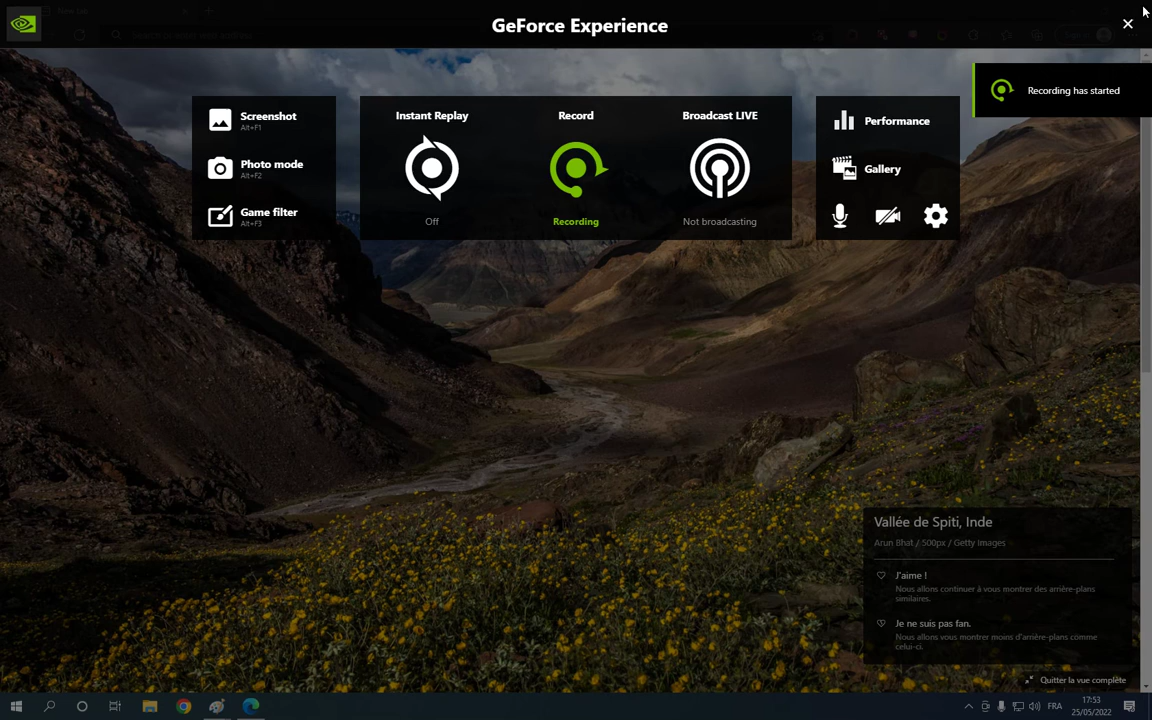 New tab
GeForce Experience
Recording has started
Screenshot
Alt+F1
Photo mode
Alt+F2
Game filter
Alt+F3
Instant Replay
Off
Record
Recording
Broadcast LIVE
Not broadcasting
Performance
Gallery
Vallée de Spiti, Inde
Arun Bhat / 500px / Getty Images
J'aime !
Nous allons continuer à vous montrer des arrière-plans
similaires.
Je ne suis pas fan.
Nous allons vous montrer moins d'arrière-plans comme
celui-ci.
Quitter la vue complète
FRA
17:53
25/05/2022